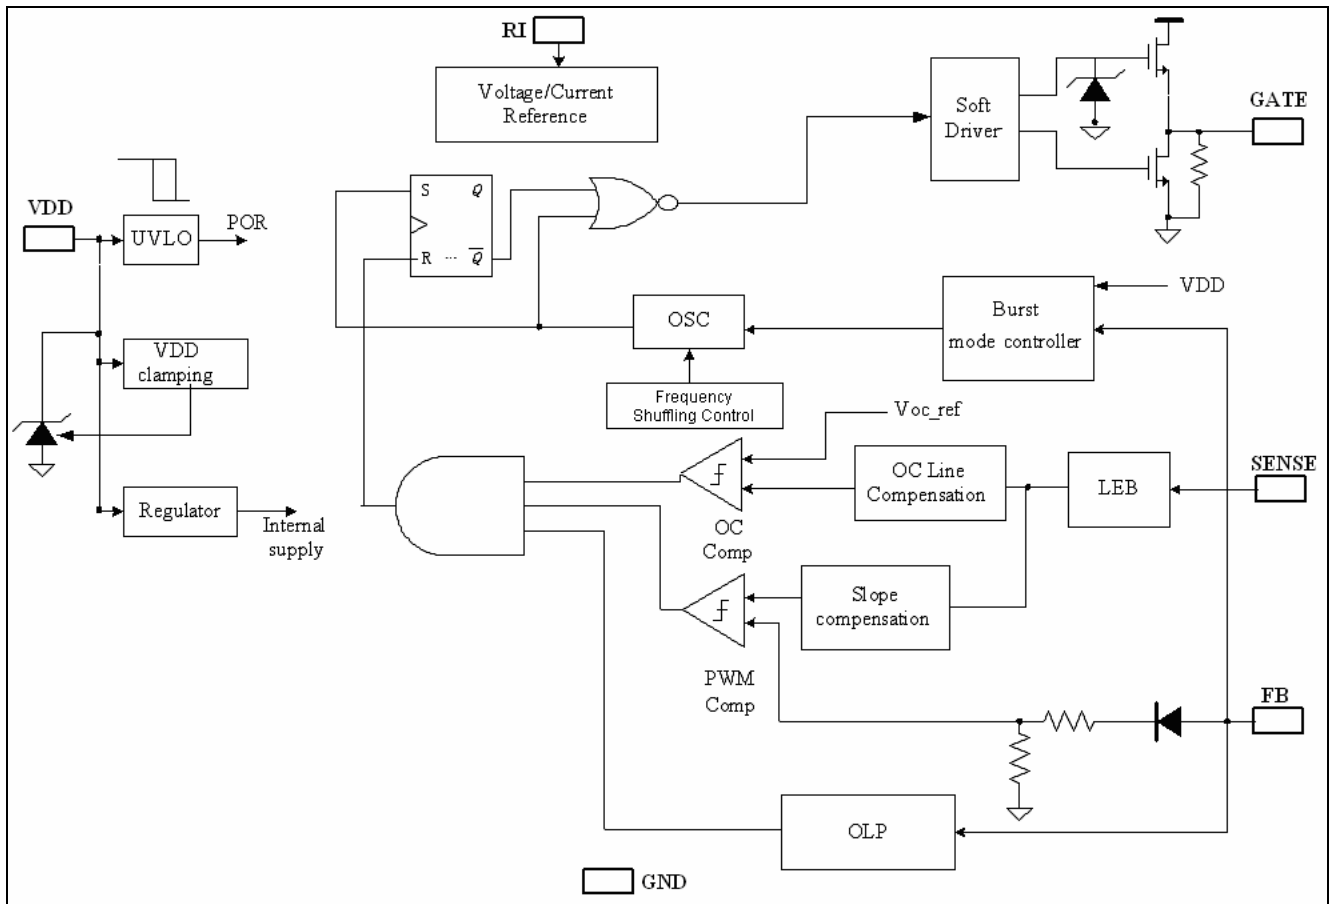 RI
Voltage/Current
Reference
Soft
Driver
GATE
VDD
UVLO
POR
S
Q
R
...
Q̅
OSC
Burst
mode controller
VDD
VDD
clamping
Frequency
Shuffling Control
Voc_ref
OC Line
Compensation
LEB
SENSE
Regulator
Internal
supply
OC
Comp
Slope
compensation
PWM
Comp
FB
OLP
GND